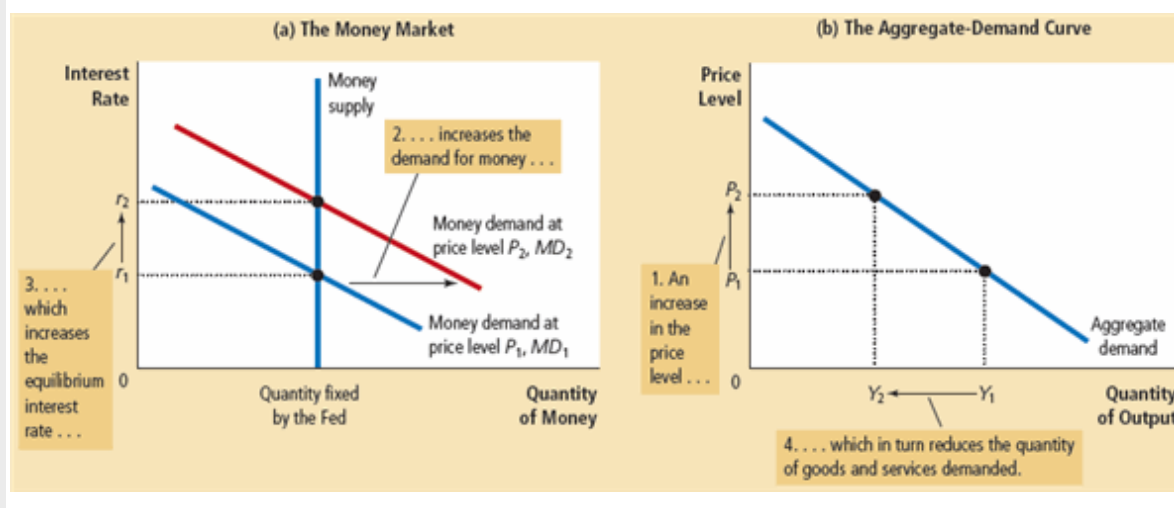 (a) The Money Market
Interest
Rate
Money
supply
2. . . . increases the
demand for money . . .
r2
r1
Money demand at
price level P2, MD2
Money demand at
price level P1, MD1
3. . . .
which
increases
the
equilibrium
interest
rate . . .
0
Quantity fixed
by the Fed
Quantity
of Money
(b) The Aggregate-Demand Curve
Price
Level
P2
P1
1. An
increase
in the
price
level . . .
0
Aggregate
demand
Y2
Y1
Quantity
of Output
4. . . . which in turn reduces the quantity
of goods and services demanded.